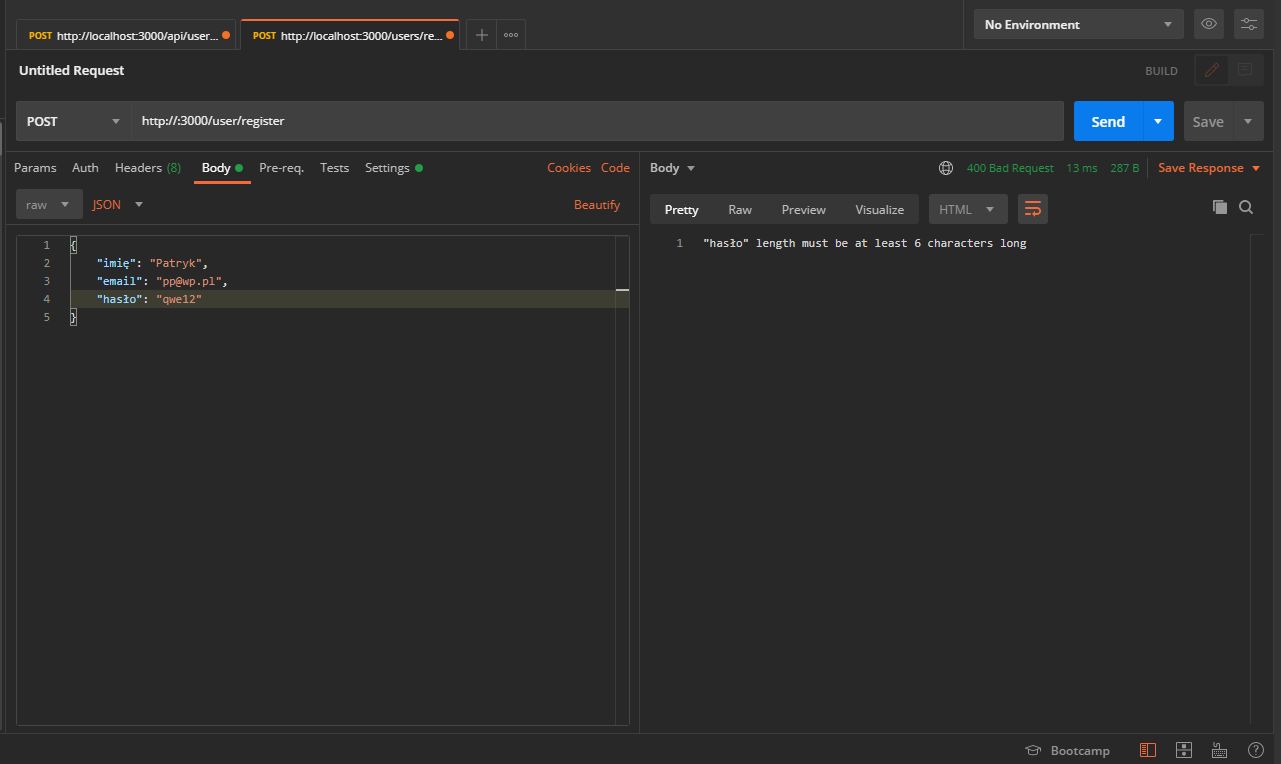 POST http://localhost:3000/api/user...
POST http://localhost:3000/users/re...
No Environment
Untitled Request
BUILD
POST
http://:3000/user/register
Send
Save
Params Auth Headers (8) Body Pre-req. Tests Settings Cookies Code
raw JSON Beautify
1 {
2 "imię": "Patryk",
3 "email": "pp@wp.pl",
4 "hasło": "qwe12"
5 }
Body 400 Bad Request 13 ms 287 B Save Response
Pretty Raw Preview Visualize HTML
1 "hasło" length must be at least 6 characters long
Bootcamp